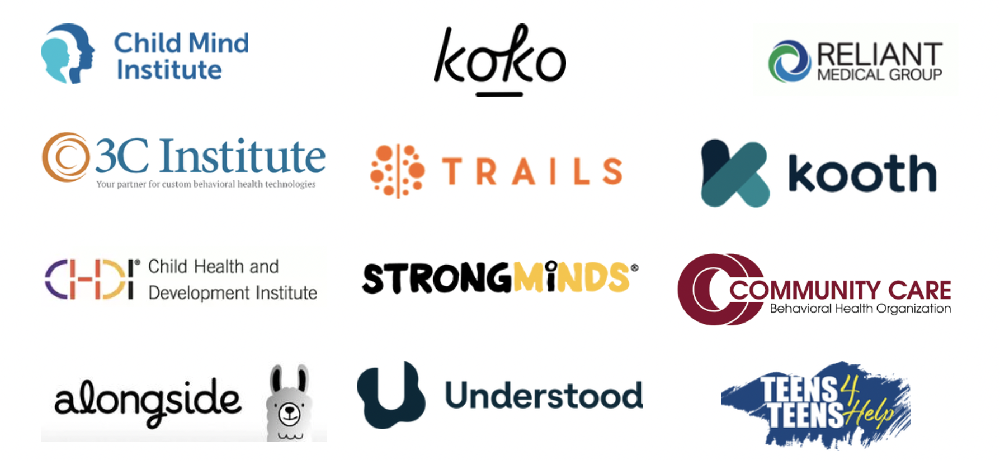 Child Mind
Institute
koko
RELIANT
MEDICAL GROUP
3C Institute
Your partner for custom behavioral health technologies
TRAILS
kooth
CHDI® Child Health and
Development Institute
STRONGMiNDS®
COMMUNITY CARE
Behavioral Health Organization
alongside
Understood
TEENS 4
TEENS Help